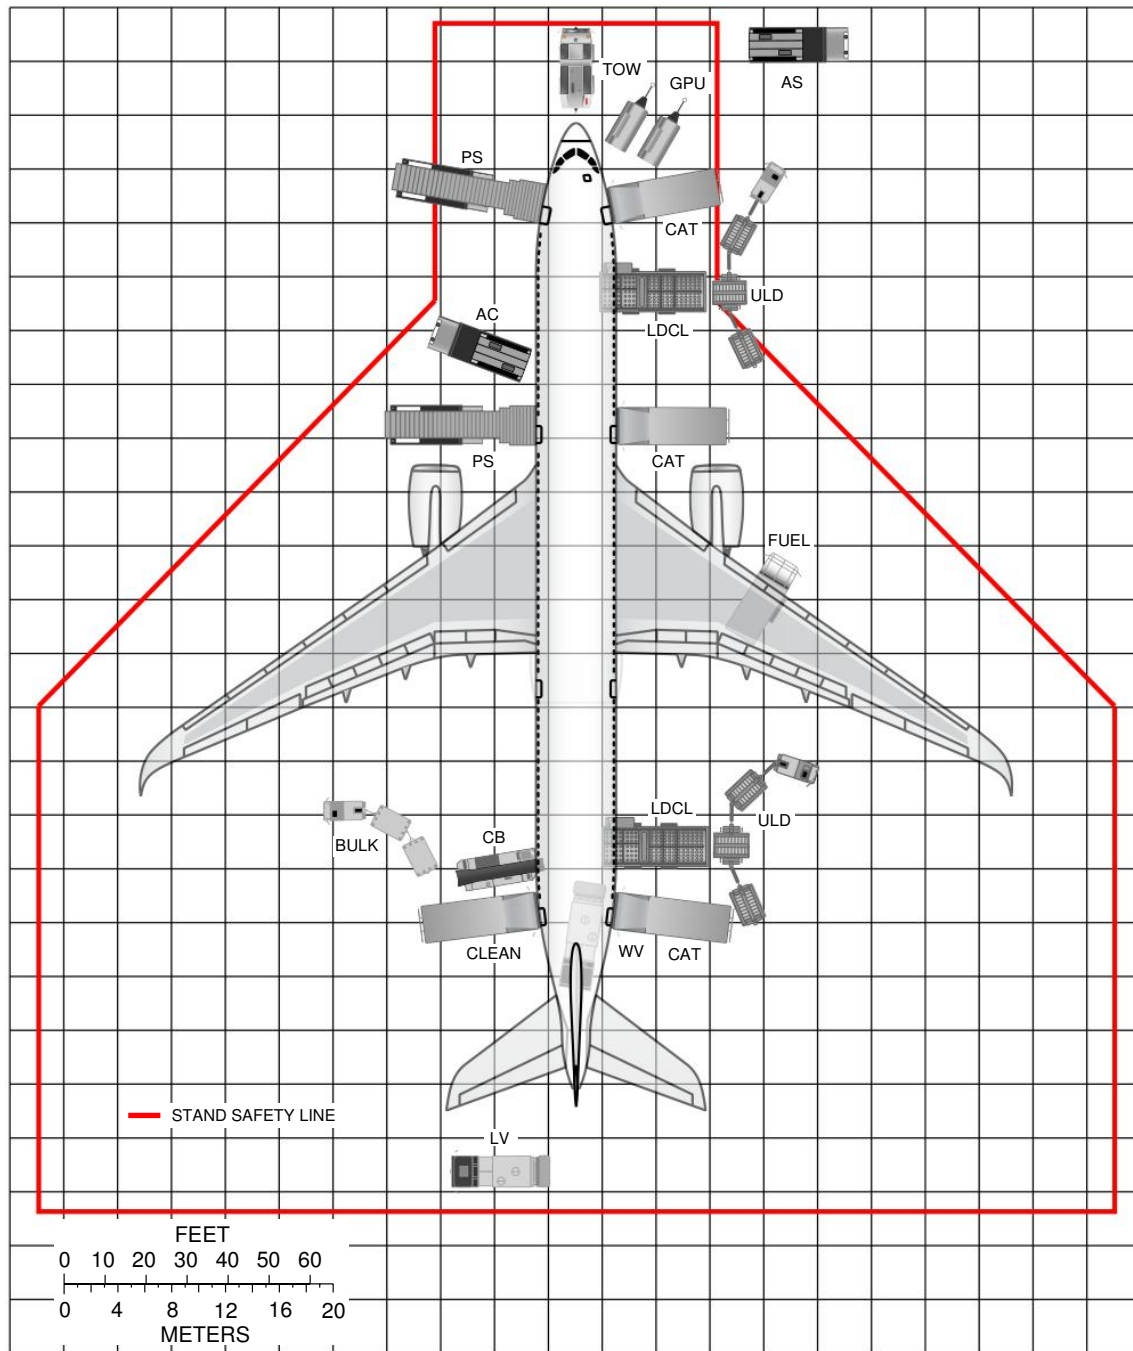 TOW
GPU
AS
PS
CAT
ULD
AC
LDCL
PS
CAT
FUEL
LDCL
ULD
BULK
CB
CLEAN
WV
CAT
STAND SAFETY LINE
LV
FEET
0 10 20 30 40 50 60
0 4 8 12 16 20
METERS